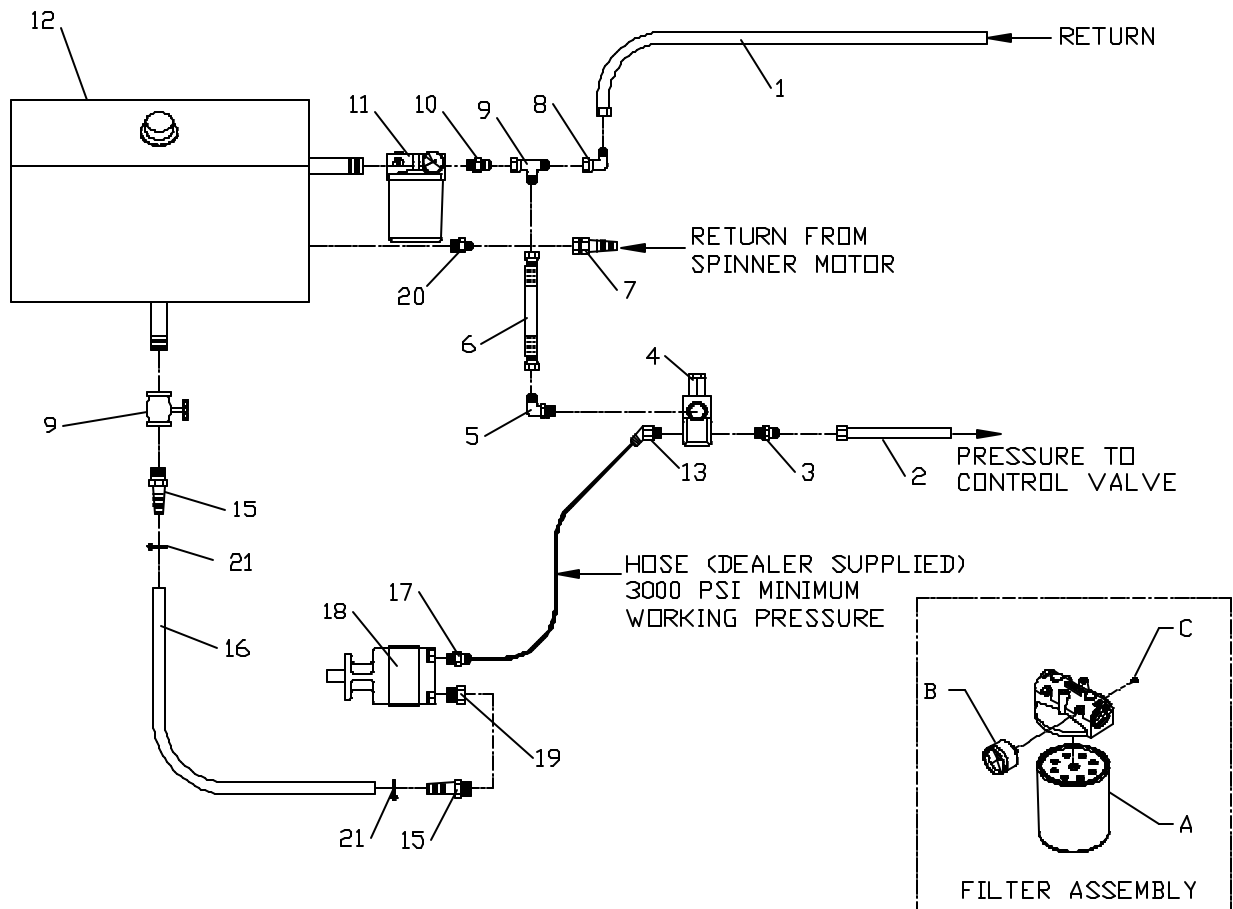 12
RETURN
1
11
10
9
8
RETURN FROM
SPINNER MOTOR
20
7
6
4
9
5
13
3
2
PRESSURE TO
CONTROL VALVE
15
21
HOSE (DEALER SUPPLIED)
3000 PSI MINIMUM
WORKING PRESSURE
17
18
16
C
B
19
A
21
15
FILTER ASSEMBLY